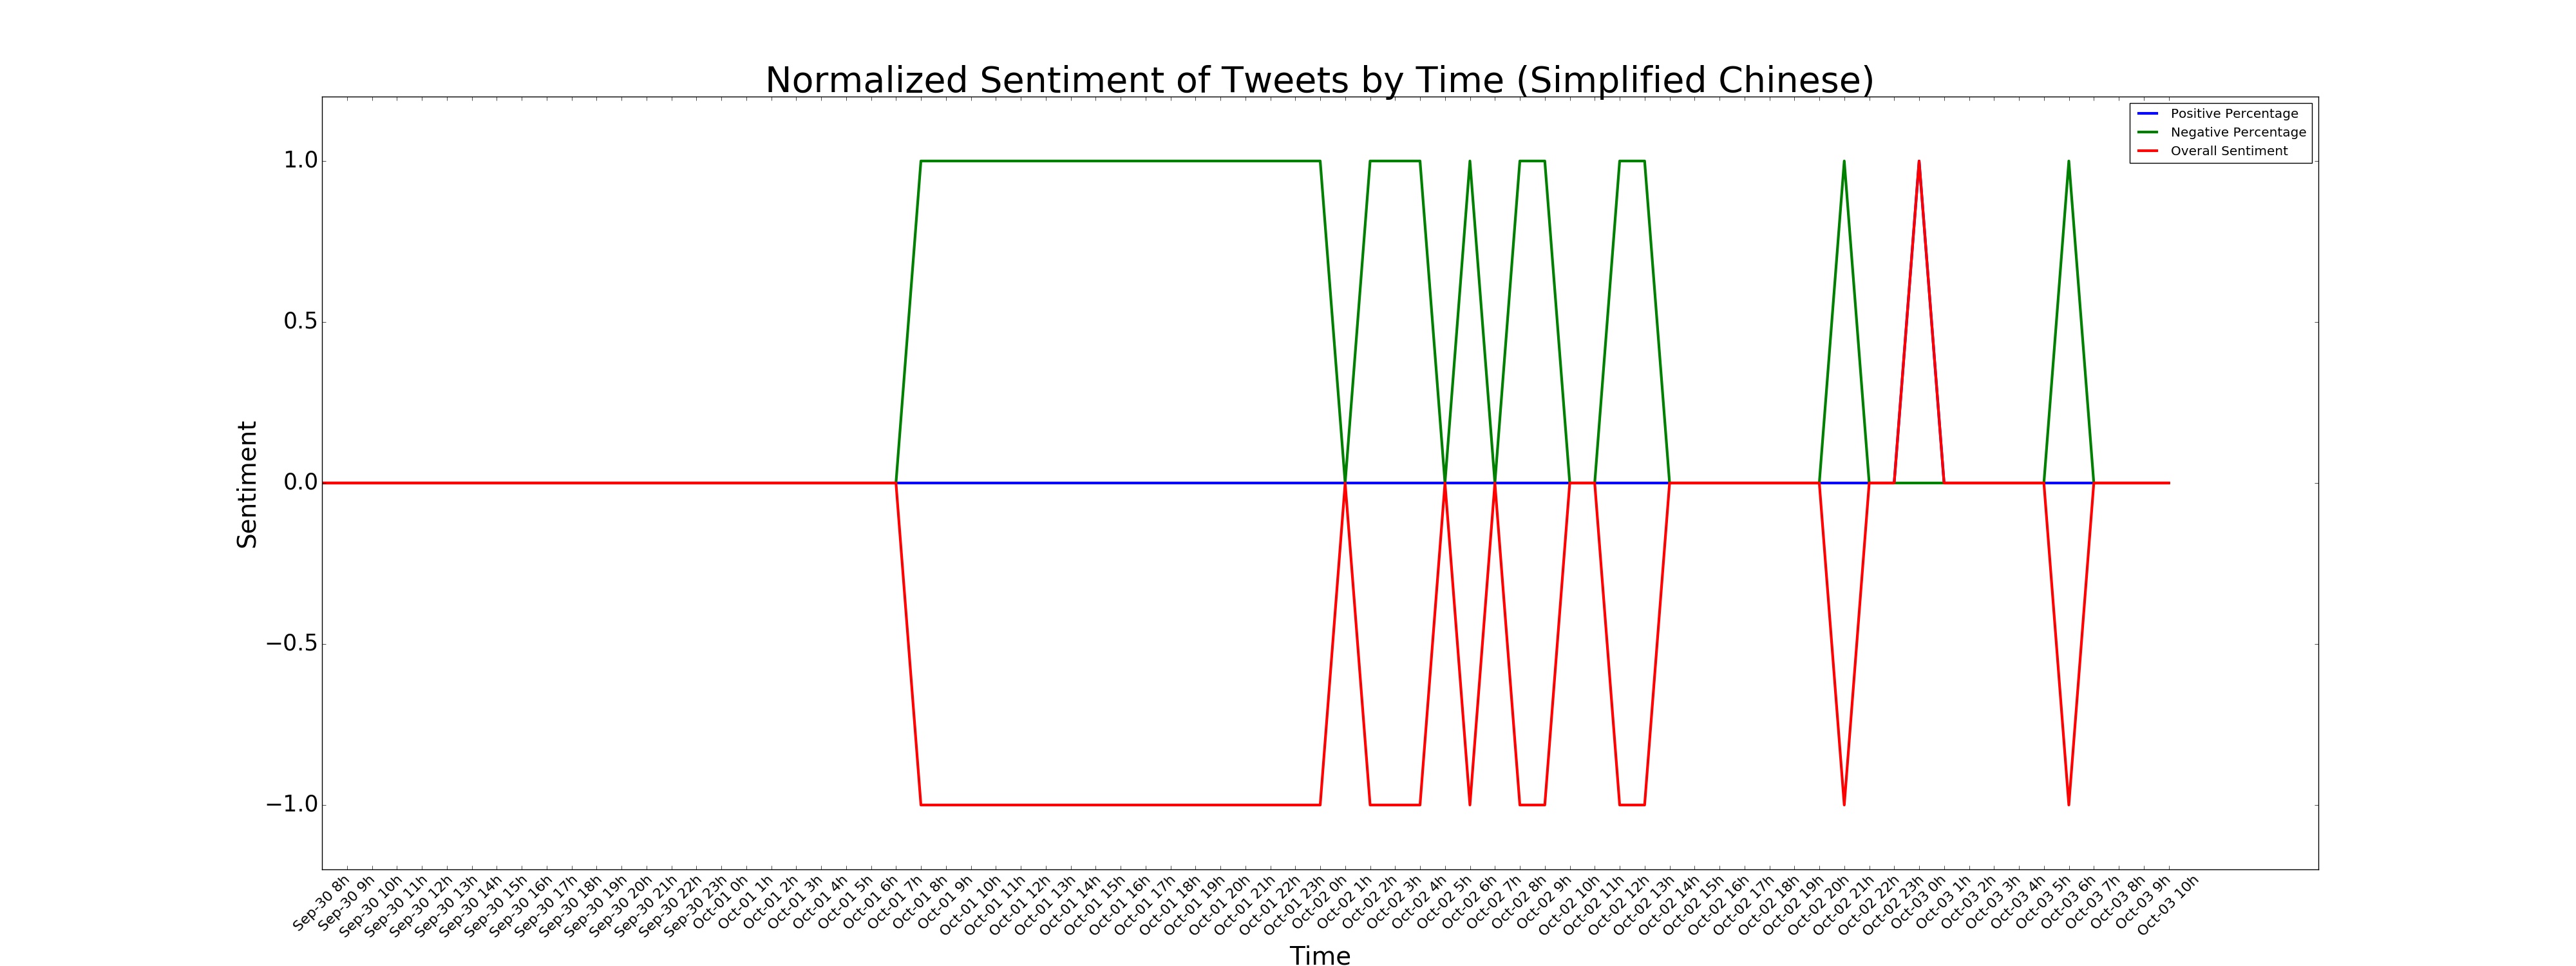 Normalized Sentiment of Tweets by Time (Simplified Chinese)
Positive Percentage
Negative Percentage
Overall Sentiment
1.0
0.5
0.0
−0.5
−1.0
Sentiment
Sep-30 8h
Sep-30 9h
Sep-30 10h
Sep-30 11h
Sep-30 12h
Sep-30 13h
Sep-30 14h
Sep-30 15h
Sep-30 16h
Sep-30 17h
Sep-30 18h
Sep-30 19h
Sep-30 20h
Sep-30 21h
Sep-30 22h
Sep-30 23h
Oct-01 0h
Oct-01 1h
Oct-01 2h
Oct-01 3h
Oct-01 4h
Oct-01 5h
Oct-01 6h
Oct-01 7h
Oct-01 8h
Oct-01 9h
Oct-01 10h
Oct-01 11h
Oct-01 12h
Oct-01 13h
Oct-01 14h
Oct-01 15h
Oct-01 16h
Oct-01 17h
Oct-01 18h
Oct-01 19h
Oct-01 20h
Oct-01 21h
Oct-01 22h
Oct-01 23h
Oct-02 0h
Oct-02 1h
Oct-02 2h
Oct-02 3h
Oct-02 4h
Oct-02 5h
Oct-02 6h
Oct-02 7h
Oct-02 8h
Oct-02 9h
Oct-02 10h
Oct-02 11h
Oct-02 12h
Oct-02 13h
Oct-02 14h
Oct-02 15h
Oct-02 16h
Oct-02 17h
Oct-02 18h
Oct-02 19h
Oct-02 20h
Oct-02 21h
Oct-02 22h
Oct-02 23h
Oct-03 0h
Oct-03 1h
Oct-03 2h
Oct-03 3h
Oct-03 4h
Oct-03 5h
Oct-03 6h
Oct-03 7h
Oct-03 8h
Oct-03 9h
Oct-03 10h
Time